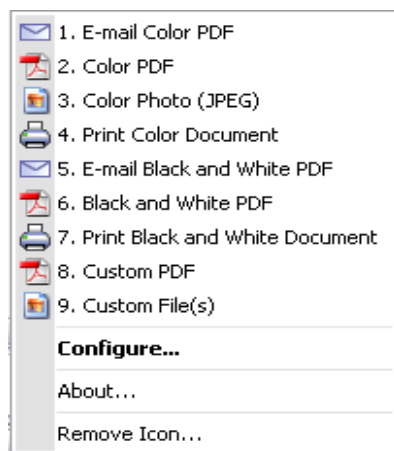 1. E-mail Color PDF
2. Color PDF
3. Color Photo (JPEG)
4. Print Color Document
5. E-mail Black and White PDF
6. Black and White PDF
7. Print Black and White Document
8. Custom PDF
9. Custom File(s)
Configure...
About...
Remove Icon...